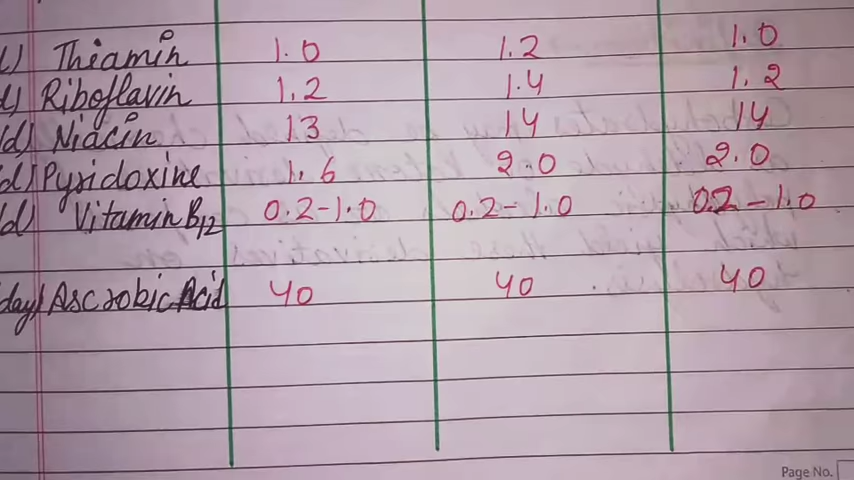 Thiamin 1.0 1.2 1.0
Riboflavin 1.2 1.4 1.2
d) Niacin 13 14 14
d) Pyridoxine 1.6 2.0 2.0
d) Vitamin B12 0.2-1.0 0.2-1.0 0.2-1.0
day) Ascrobic Acid 40 40 40
Page No.